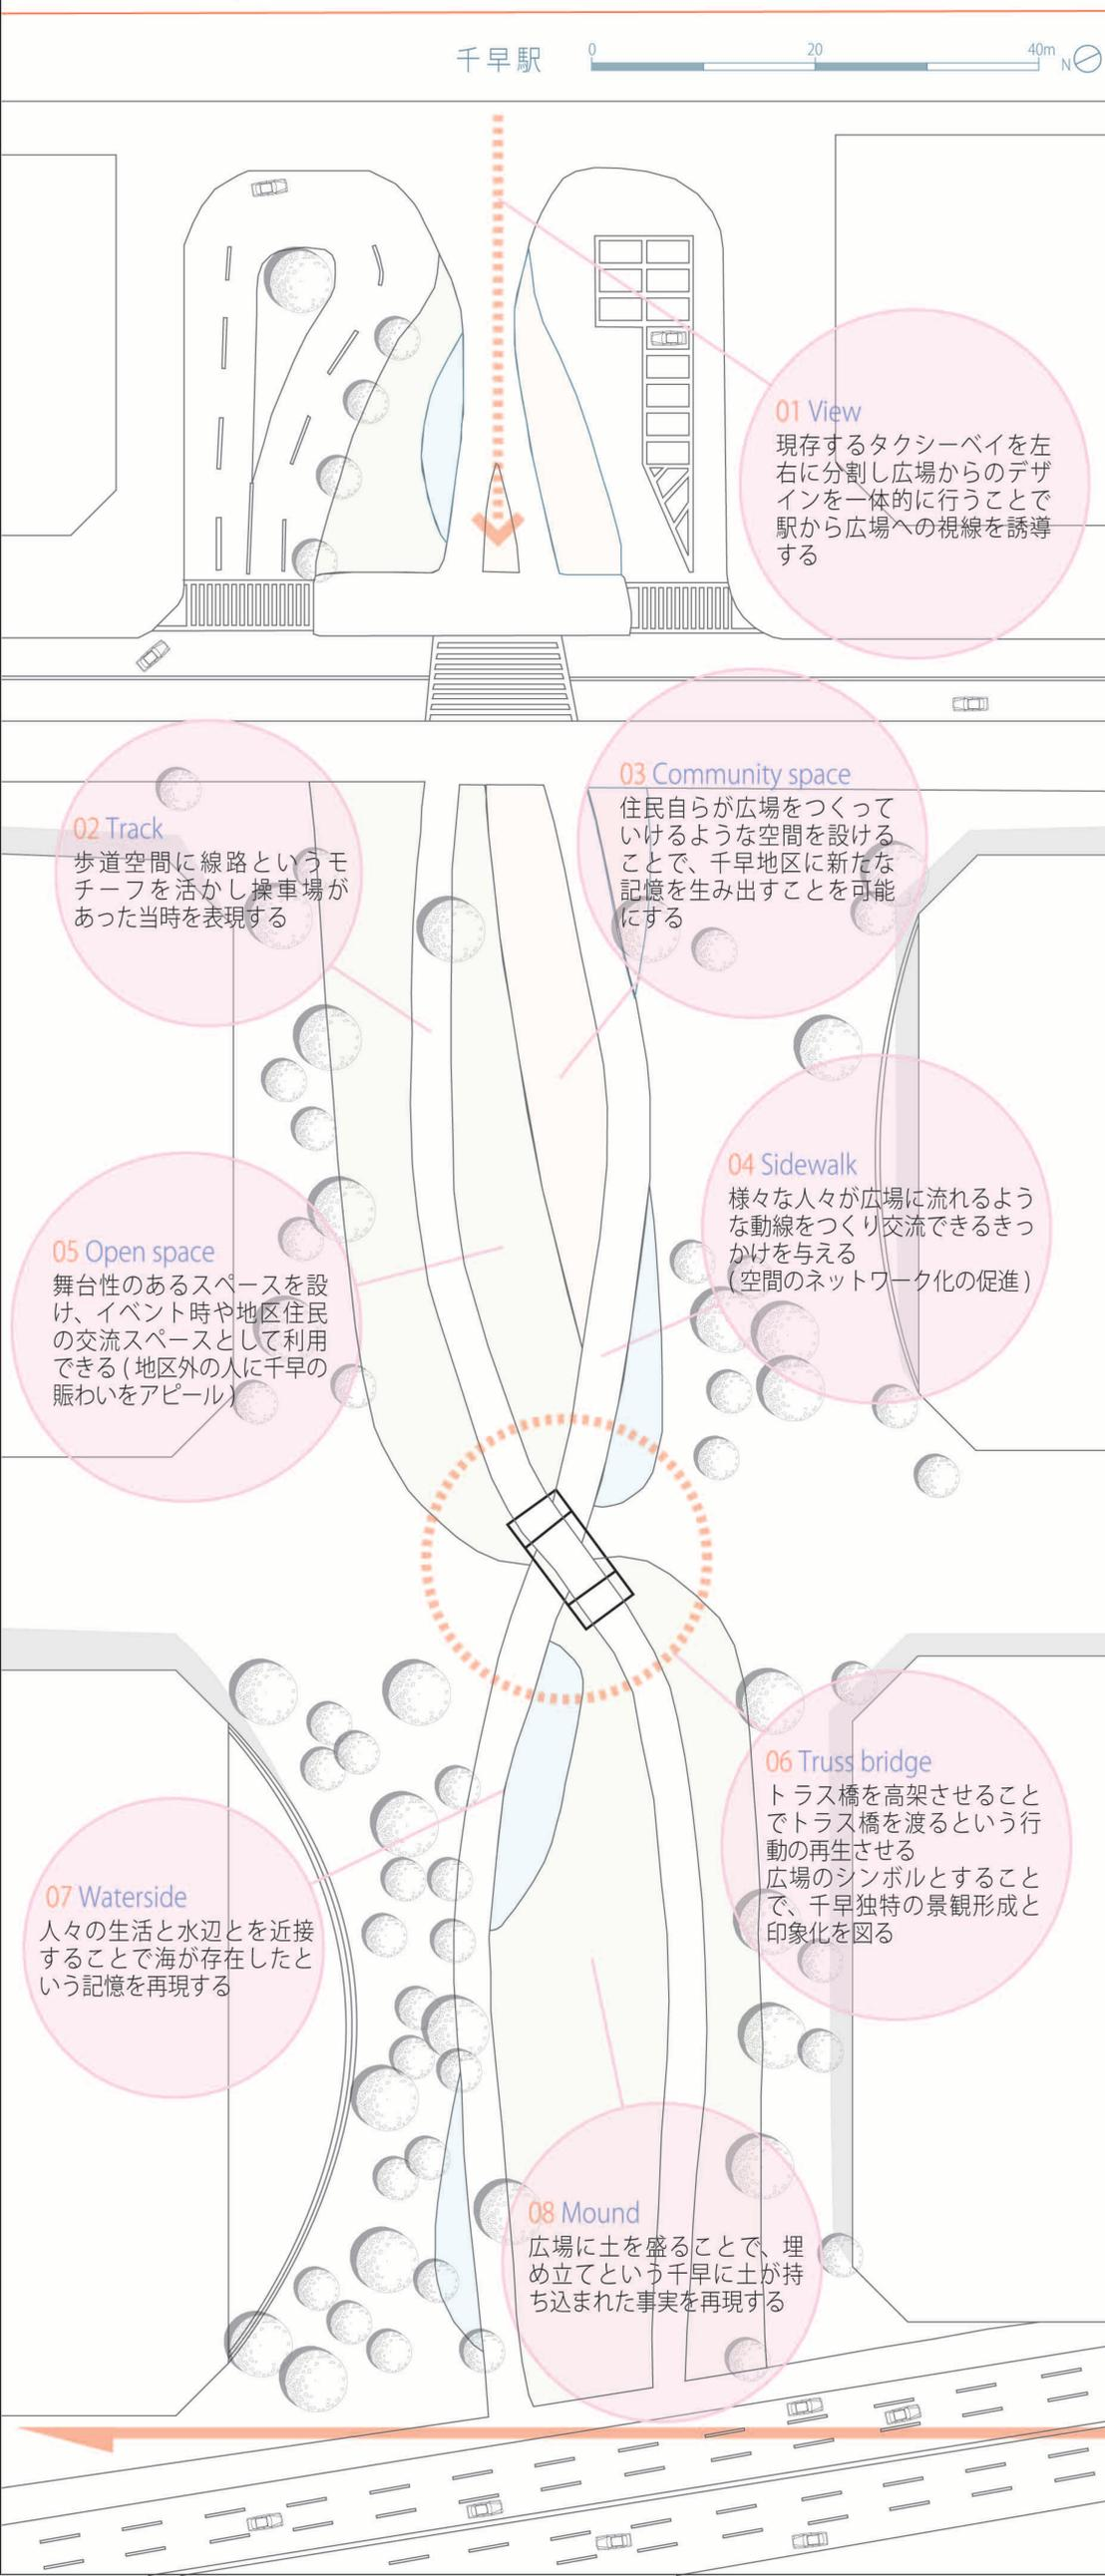 千早駅
0 20 40m N
01 View
現存するタクシーベイを左
右に分割し広場からのデザ
インを一体的に行うことで
駅から広場への視線を誘導
する
02 Track
歩道空間に線路というモ
チーフを活かし操車場が
あった当時を表現する
03 Community space
住民自らが広場をつくって
いけるような空間を設ける
ことで、千早地区に新たな
記憶を生み出すことを可能
にする
04 Sidewalk
様々な人々が広場に流れるよう
な動線をつくり交流できるきっ
かけを与える
(空間のネットワーク化の促進)
05 Open space
舞台性のあるスペースを設
け、イベント時や地区住民
の交流スペースとして利用
できる(地区外の人に千早の
賑わいをアピール)
06 Truss bridge
トラス橋を高架させること
でトラス橋を渡るという行
動の再生させる
広場のシンボルとすること
で、千早独特の景観形成と
印象化を図る
07 Waterside
人々の生活と水辺とを近接
することで海が存在したと
いう記憶を再現する
08 Mound
広場に土を盛ることで、埋
め立てという千早に土が持
ち込まれた事実を再現する